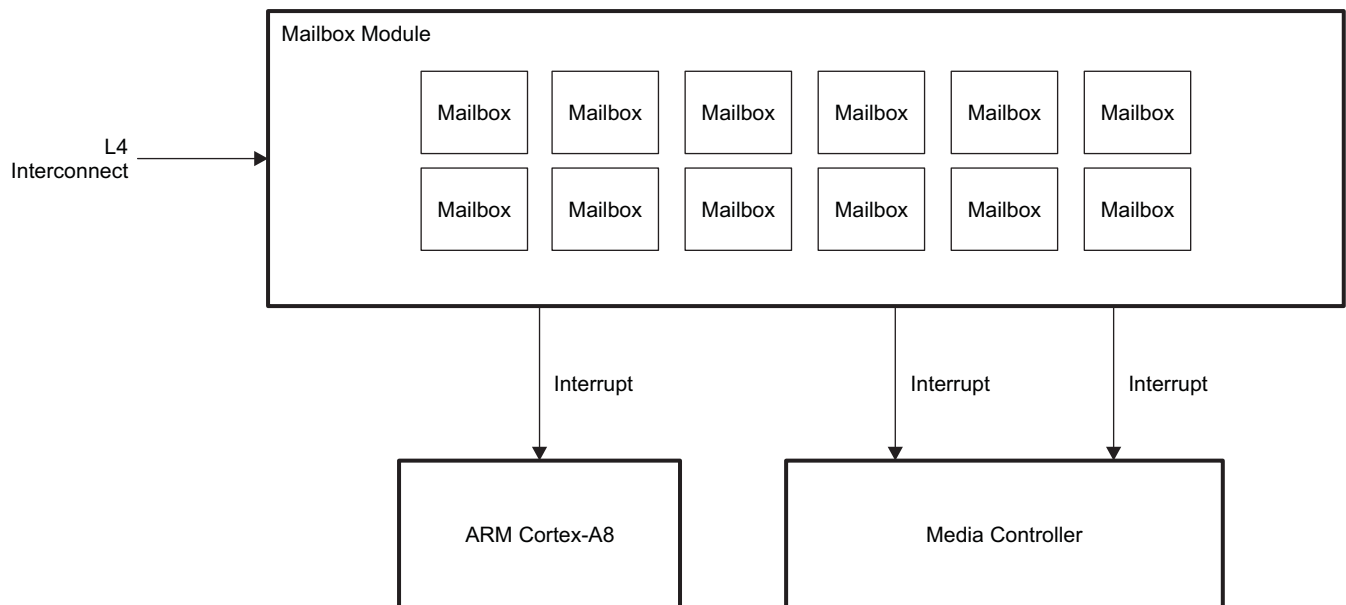 Mailbox Module
Mailbox Mailbox Mailbox Mailbox Mailbox Mailbox
L4
Interconnect
Mailbox Mailbox Mailbox Mailbox Mailbox Mailbox
Interrupt Interrupt Interrupt
ARM Cortex-A8 Media Controller